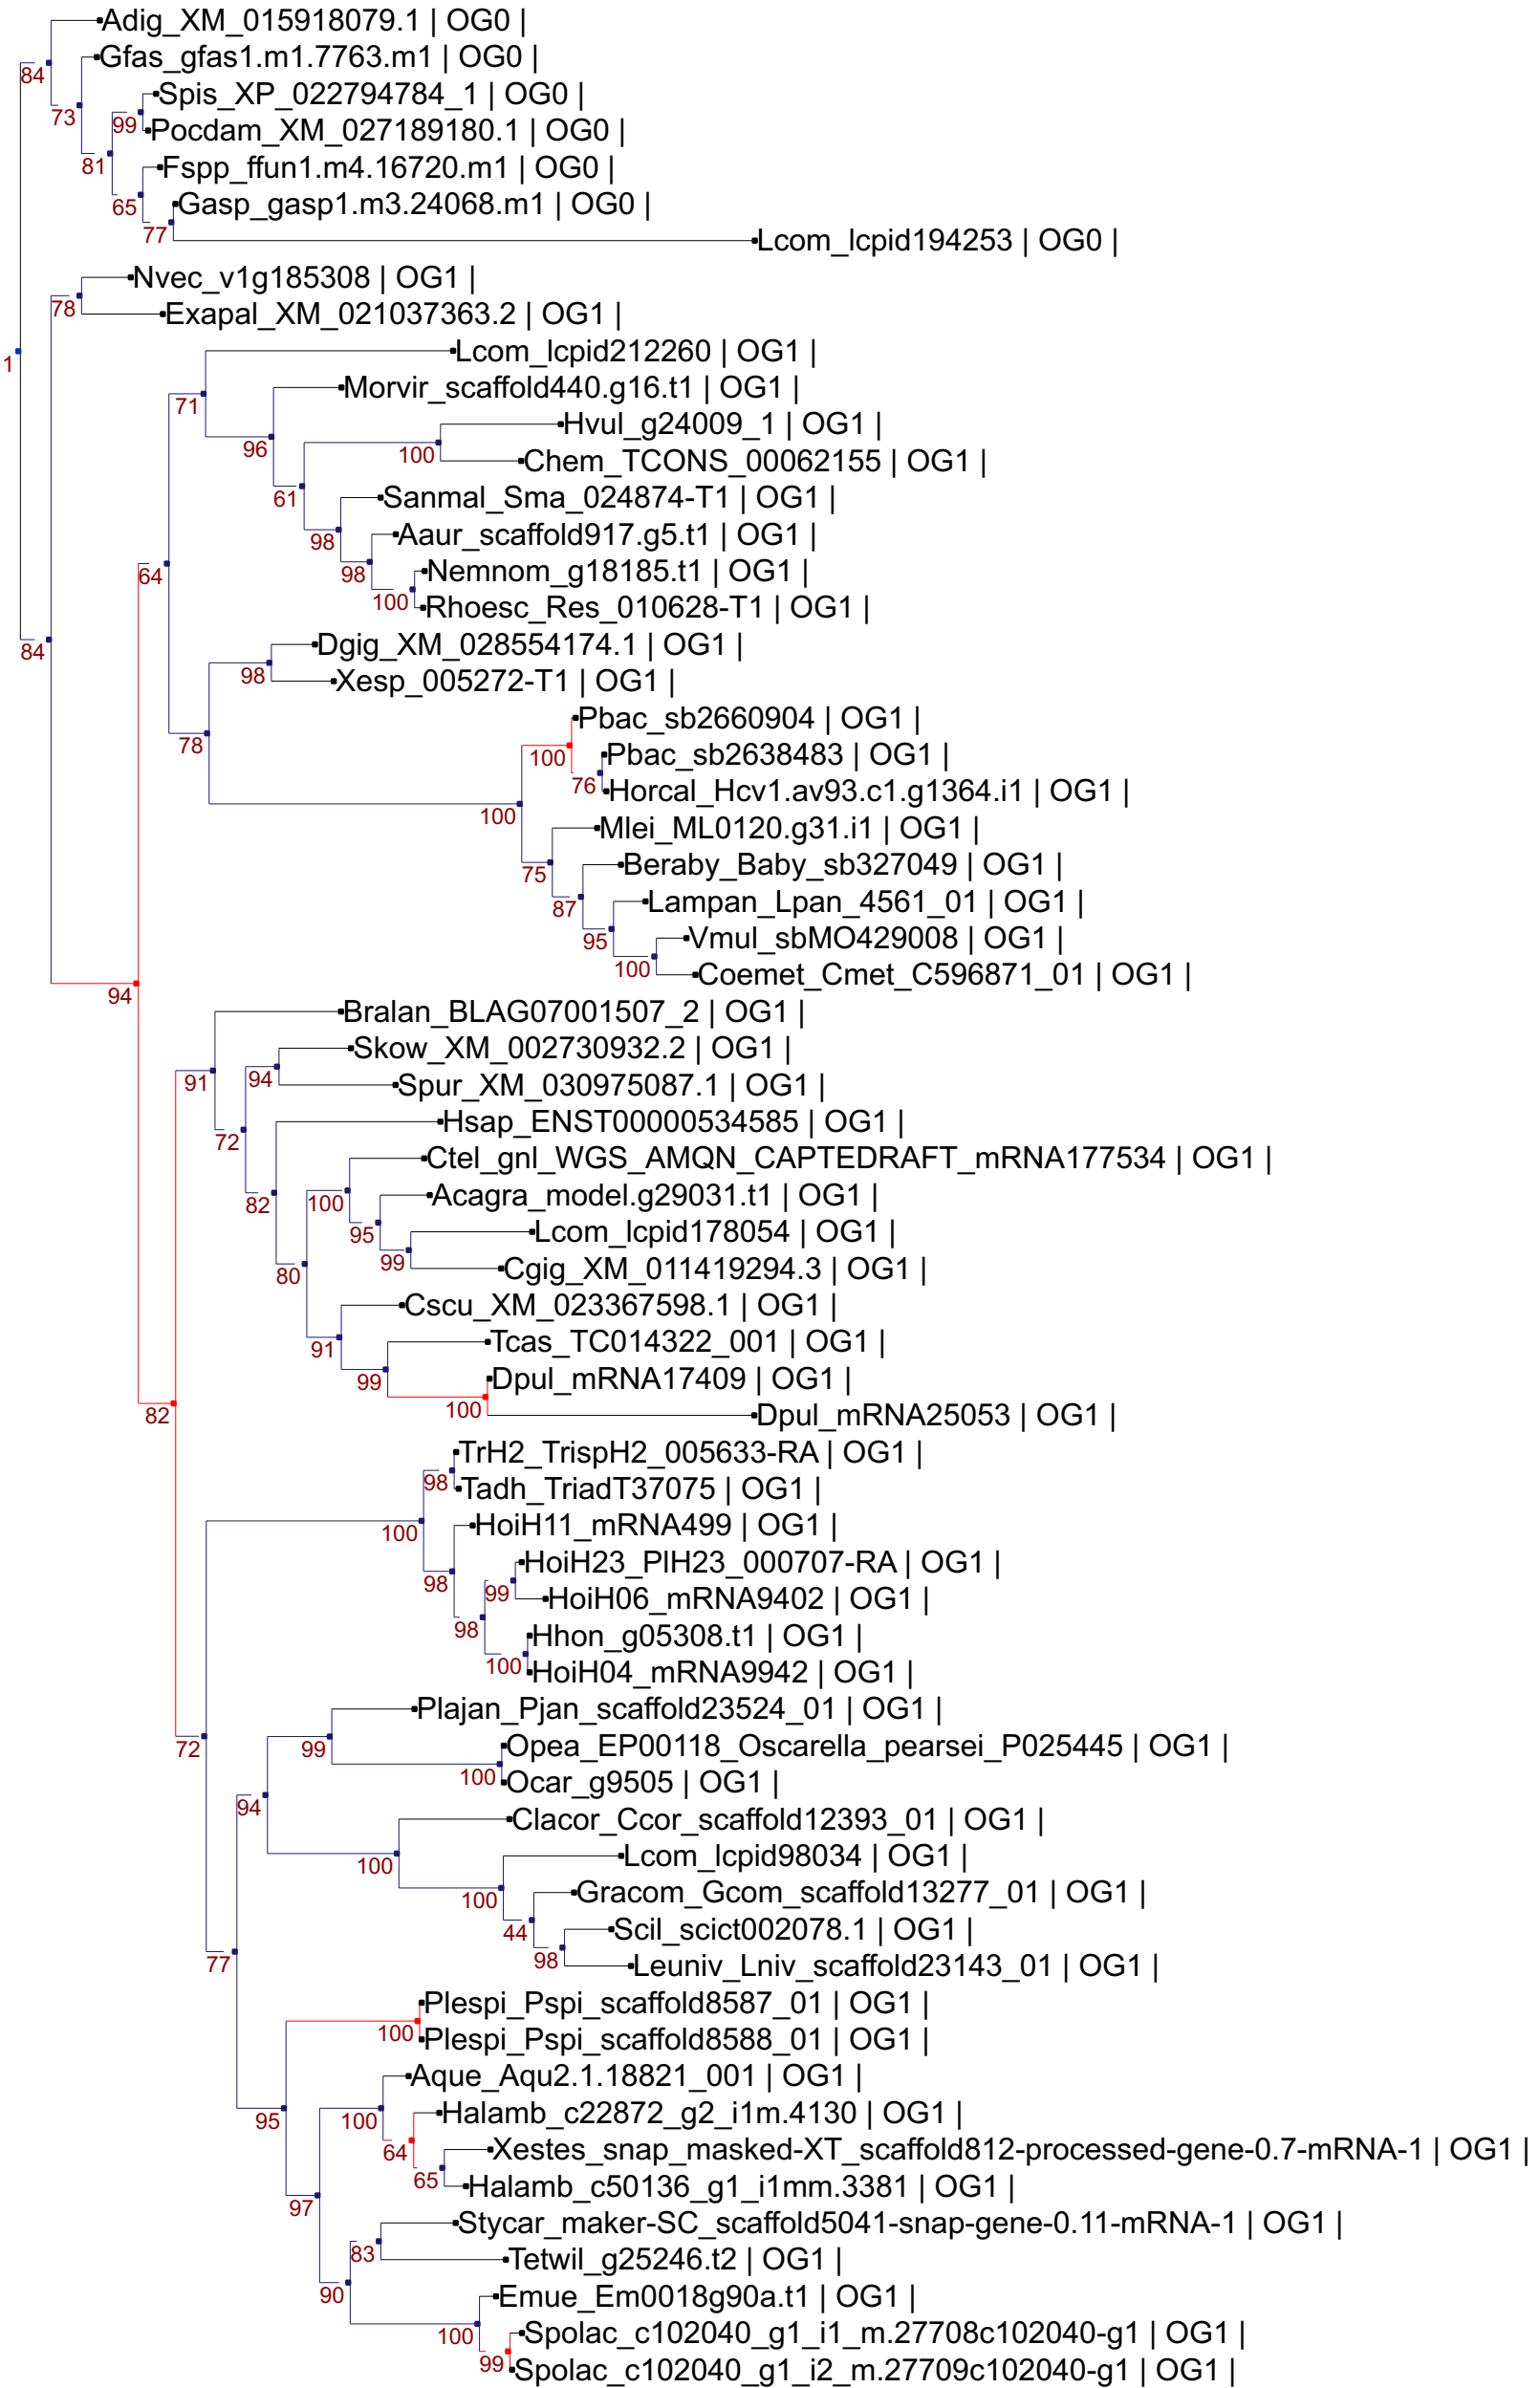 Adig_XM_015918079.1 | OG0 |
Gfas_gfas1.m1.7763.m1 | OG0 |
84
Spis_XP_022794784_1 | OG0 |
73
99
Pocdam_XM_027189180.1 | OG0 |
81
Fspp_ffun1.m4.16720.m1 | OG0 |
65
Gasp_gasp1.m3.24068.m1 | OG0 |
77
Lcom_lcpid194253 | OG0 |
Nvec_v1g185308 | OG1 |
78
Exapal_XM_021037363.2 | OG1 |
1
Lcom_lcpid212260 | OG1 |
Morvir_scaffold440.g16.t1 | OG1 |
71
Hvul_g24009_1 | OG1 |
96
100
Chem_TCONS_00062155 | OG1 |
61
Sanmal_Sma_024874-T1 | OG1 |
98
Aaur_scaffold917.g5.t1 | OG1 |
64
98
Nemnom_g18185.t1 | OG1 |
100
Rhoesc_Res_010628-T1 | OG1 |
84
Dgig_XM_028554174.1 | OG1 |
98
Xesp_005272-T1 | OG1 |
Pbac_sb2660904 | OG1 |
78
100
Pbac_sb2638483 | OG1 |
76
Horcal_Hcv1.av93.c1.g1364.i1 | OG1 |
100
Mlei_ML0120.g31.i1 | OG1 |
75
Beraby_Baby_sb327049 | OG1 |
87
Lampan_Lpan_4561_01 | OG1 |
95
Vmul_sbMO429008 | OG1 |
100
Coemet_Cmet_C596871_01 | OG1 |
94
Bralan_BLAG07001507_2 | OG1 |
Skow_XM_002730932.2 | OG1 |
91
94
Spur_XM_030975087.1 | OG1 |
72
Hsap_ENST00000534585 | OG1 |
Ctel_gnl_WGS_AMQN_CAPTEDRAFT_mRNA177534 | OG1 |
82
100
Acagra_model.g29031.t1 | OG1 |
95
Lcom_lcpid178054 | OG1 |
99
Cgig_XM_011419294.3 | OG1 |
80
Cscu_XM_023367598.1 | OG1 |
91
Tcas_TC014322_001 | OG1 |
99
Dpul_mRNA17409 | OG1 |
100
Dpul_mRNA25053 | OG1 |
82
TrH2_TrispH2_005633-RA | OG1 |
98
Tadh_TriadT37075 | OG1 |
100
HoiH11_mRNA499 | OG1 |
98
HoiH23_PlH23_000707-RA | OG1 |
99
HoiH06_mRNA9402 | OG1 |
98
Hhon_g05308.t1 | OG1 |
100
HoiH04_mRNA9942 | OG1 |
Plajan_Pjan_scaffold23524_01 | OG1 |
72
99
Opea_EP00118_Oscarella_pearsei_P025445 | OG1 |
100
Ocar_g9505 | OG1 |
94
Clacor_Ccor_scaffold12393_01 | OG1 |
100
Lcom_lcpid98034 | OG1 |
100
Gracom_Gcom_scaffold13277_01 | OG1 |
44
Scil_scict002078.1 | OG1 |
77
98
Leuniv_Lniv_scaffold23143_01 | OG1 |
Plespi_Pspi_scaffold8587_01 | OG1 |
100
Plespi_Pspi_scaffold8588_01 | OG1 |
Aque_Aqu2.1.18821_001 | OG1 |
95
100
Halamb_c22872_g2_i1m.4130 | OG1 |
64
Xestes_snap_masked-XT_scaffold812-processed-gene-0.7-mRNA-1 | OG1 |
65
Halamb_c50136_g1_i1mm.3381 | OG1 |
97
Stycar_maker-SC_scaffold5041-snap-gene-0.11-mRNA-1 | OG1 |
83
Tetwil_g25246.t2 | OG1 |
90
Emue_Em0018g90a.t1 | OG1 |
100
Spolac_c102040_g1_i1_m.27708c102040-g1 | OG1 |
99
Spolac_c102040_g1_i2_m.27709c102040-g1 | OG1 |